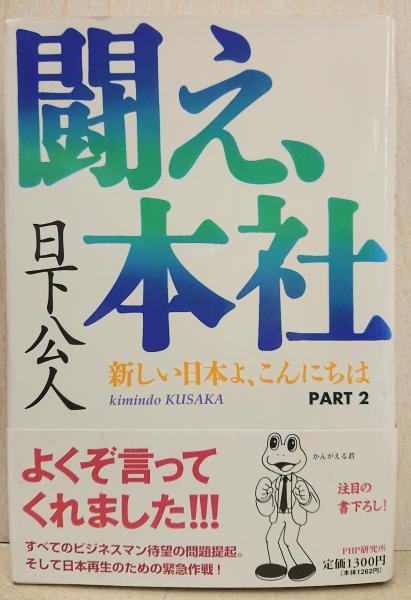 闘え、
本社
日下公人
新しい日本よ、こんにちは
kimindo KUSAKA
PART 2
よくぞ言って
くれました!!!
すべてのビジネスマン待望の問題提起。
そして日本再生のための緊急作戦!
かんがえる君
注目の
書下ろし!
PHP研究所
定価1300円
(本体1262円)